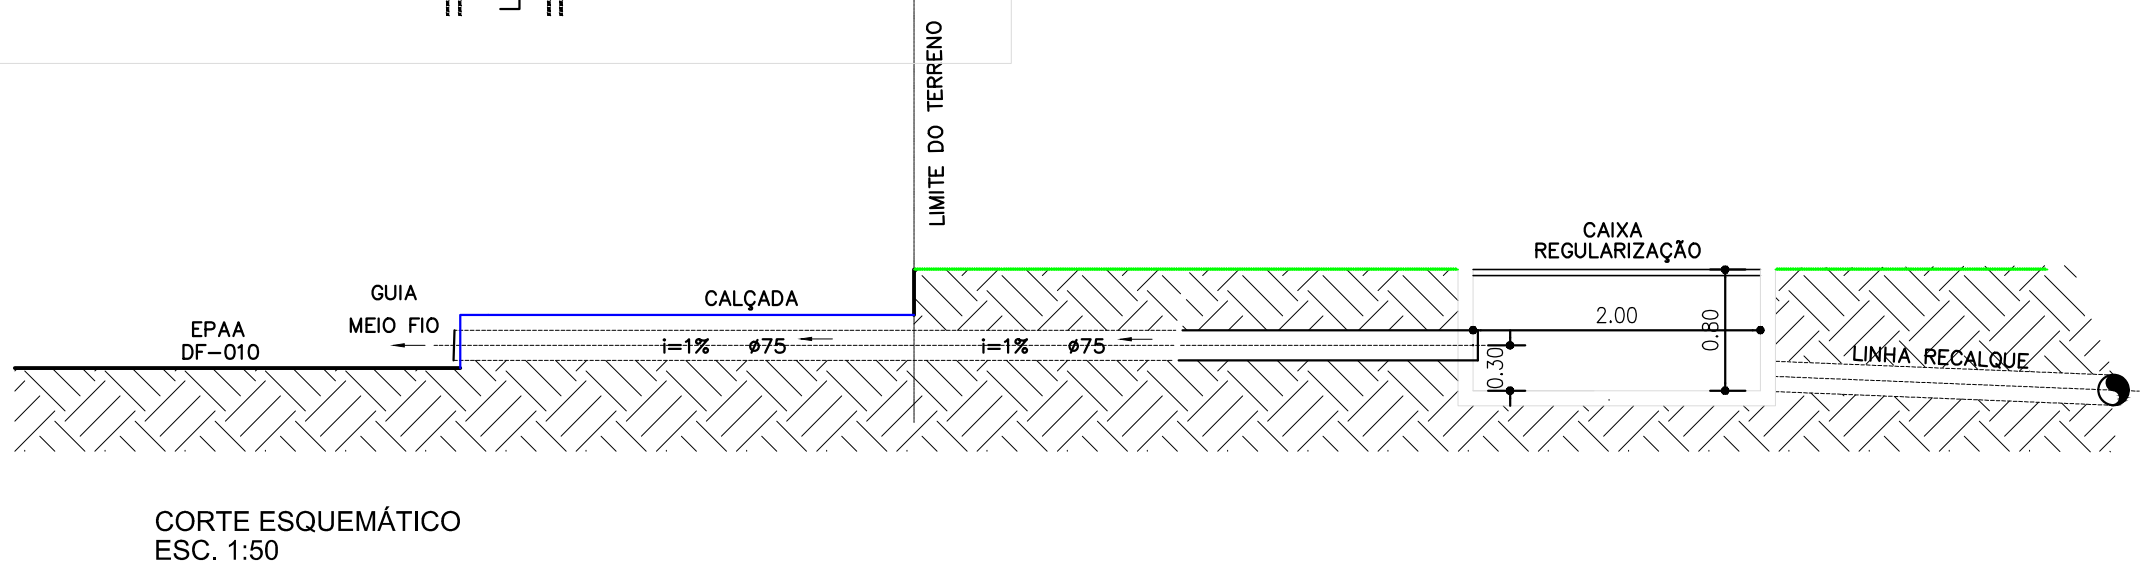 LIMITE DO TERRENO
CAIXA
REGULARIZAÇÃO
GUIA
MEIO FIO
CALÇADA
EPAA
DF-010
i=1% ø75
i=1% ø75
2.00
0.80
0.30
LINHA RECALQUE
CORTE ESQUEMÁTICO
ESC. 1:50